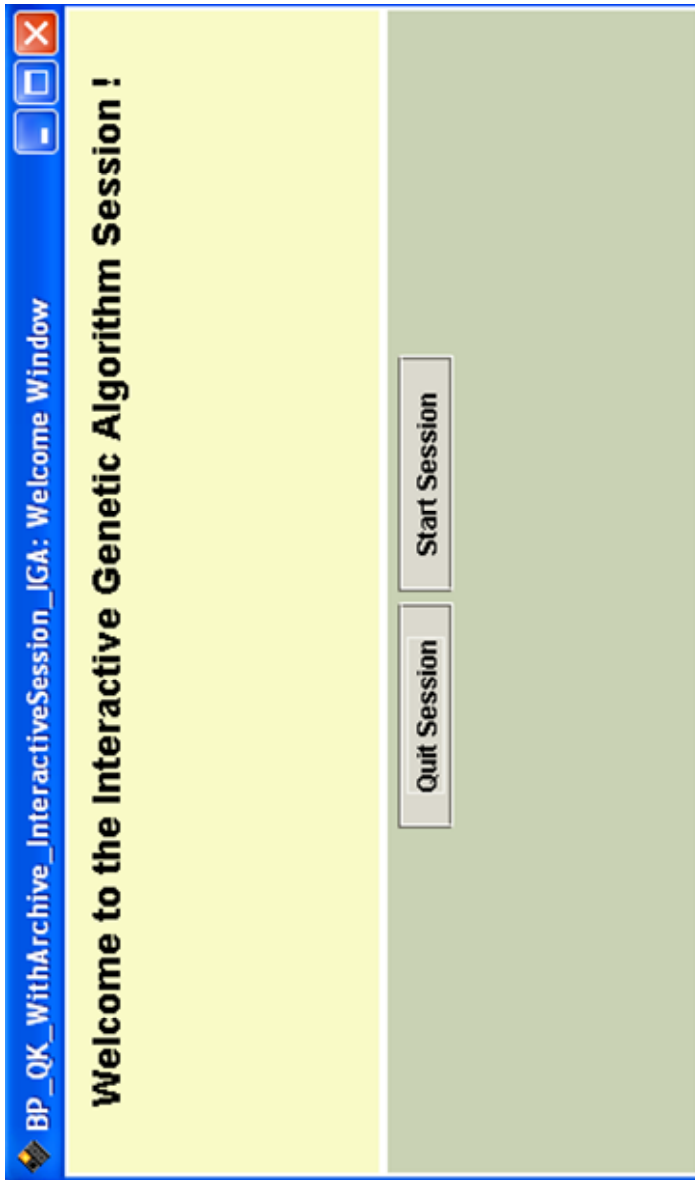 BP_QK_WithArchive_InteractiveSession_IGA: Welcome Window
Welcome to the Interactive Genetic Algorithm Session !
Quit Session Start Session